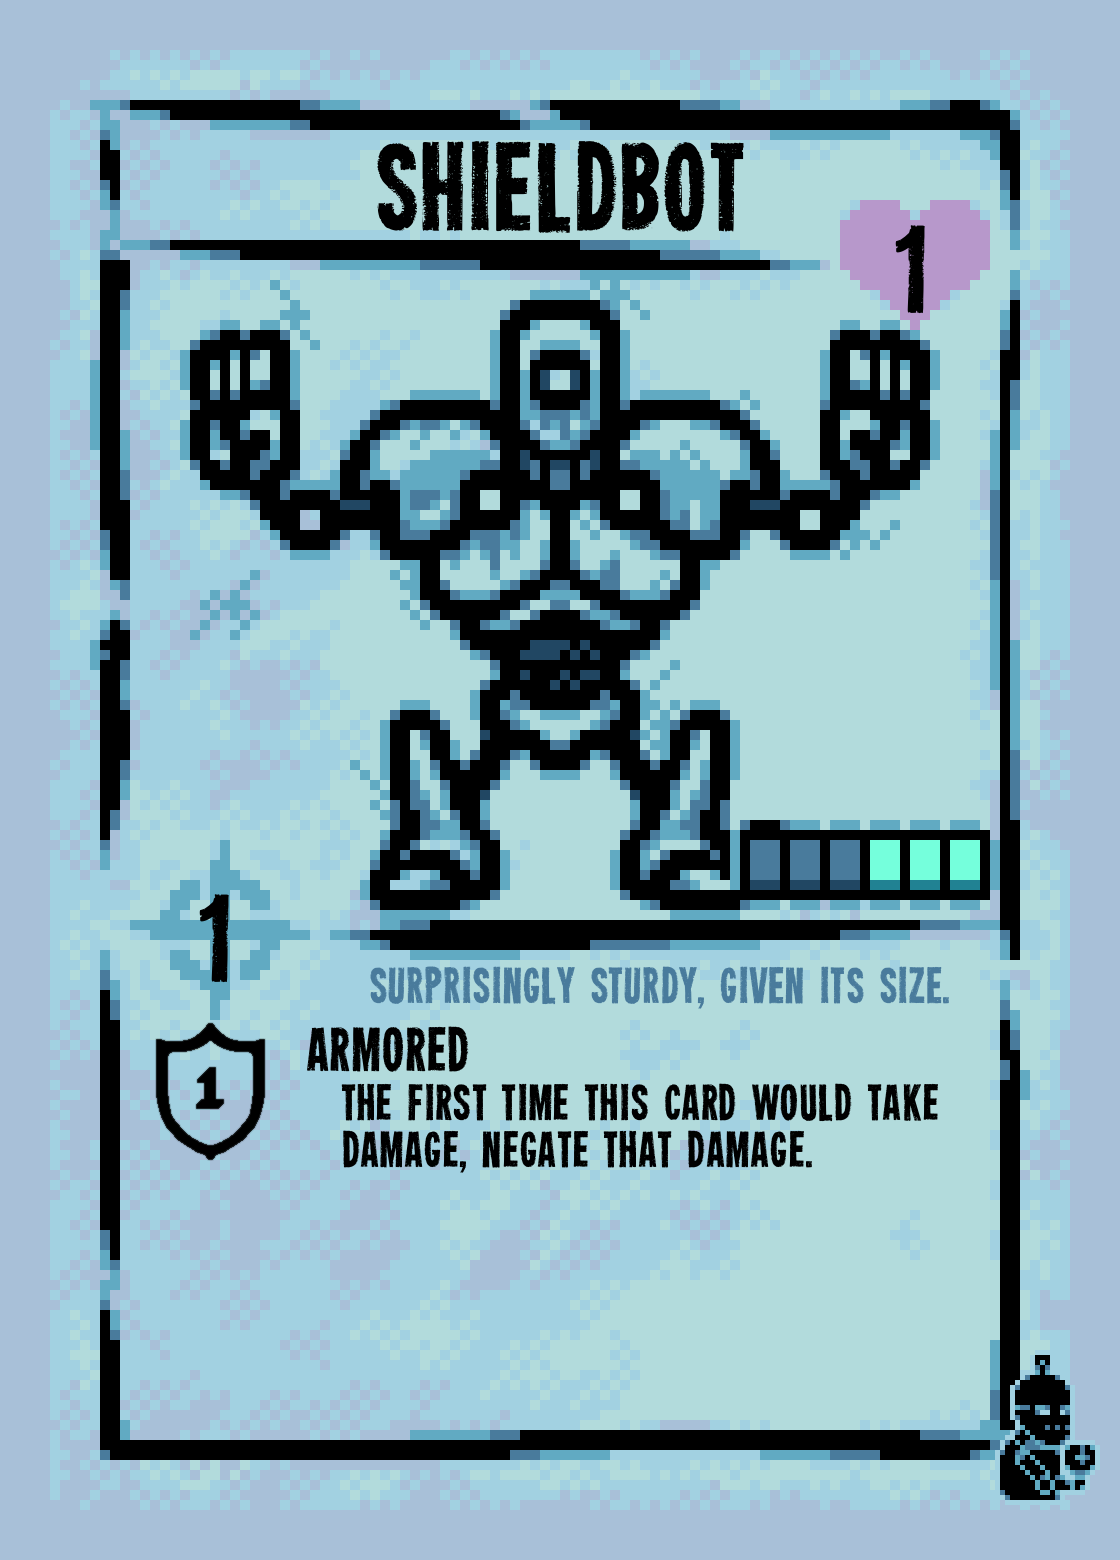 SHIELDBOT
1
1
SURPRISINGLY STURDY, GIVEN ITS SIZE.
1
ARMORED
THE FIRST TIME THIS CARD WOULD TAKE
DAMAGE, NEGATE THAT DAMAGE.